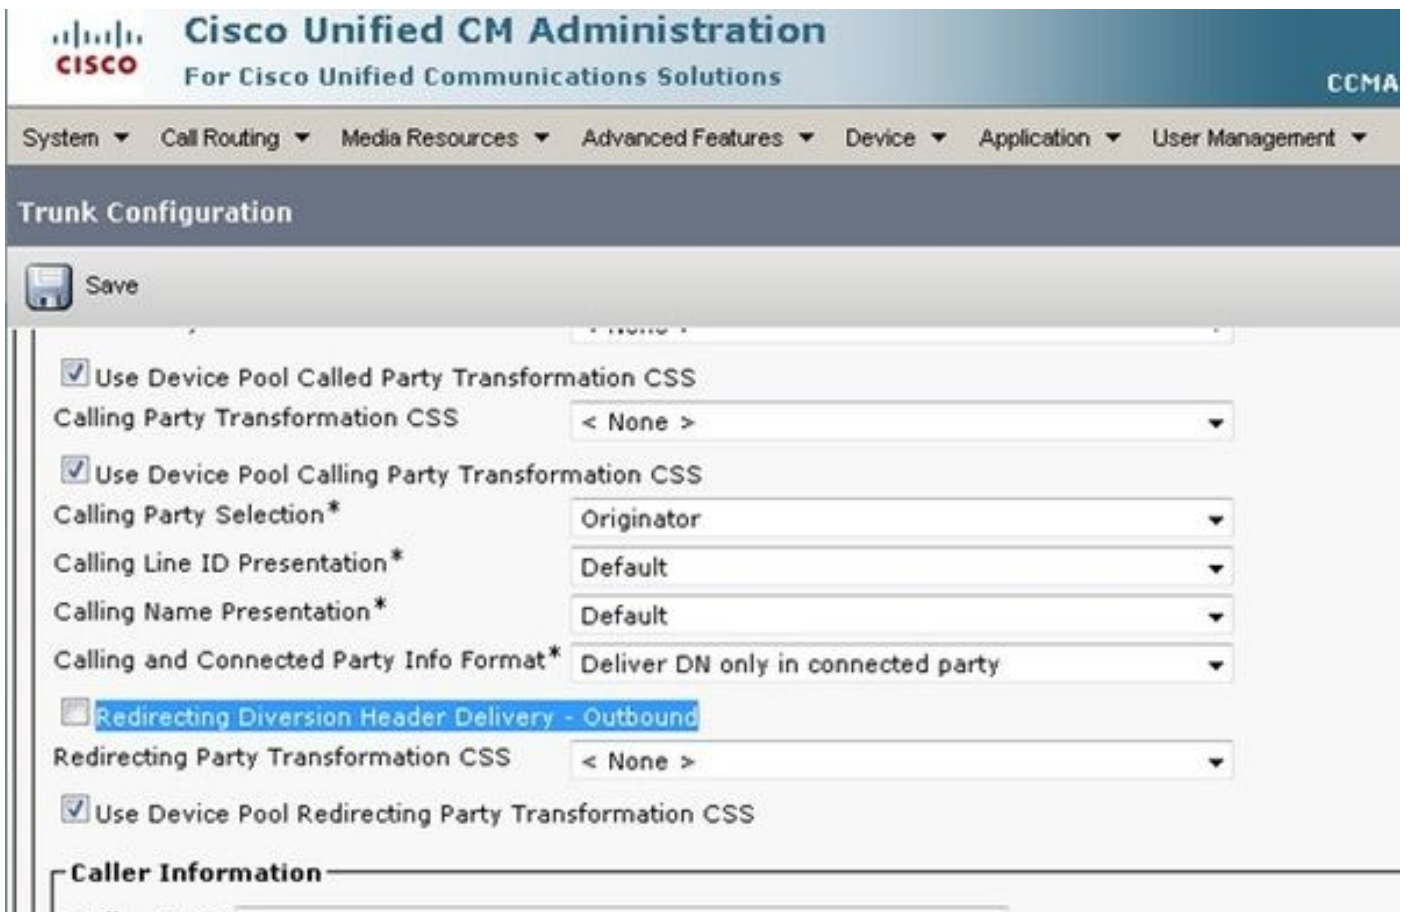 Cisco Unified CM Administration
CISCO
For Cisco Unified Communications Solutions
CCMA
System Call Routing Media Resources Advanced Features Device Application User Management
Trunk Configuration
Save
Use Device Pool Called Party Transformation CSS
Calling Party Transformation CSS < None >
Use Device Pool Calling Party Transformation CSS
Calling Party Selection* Originator
Calling Line ID Presentation* Default
Calling Name Presentation* Default
Calling and Connected Party Info Format* Deliver DN only in connected party
Redirecting Diversion Header Delivery - Outbound
Redirecting Party Transformation CSS < None >
Use Device Pool Redirecting Party Transformation CSS
Caller Information